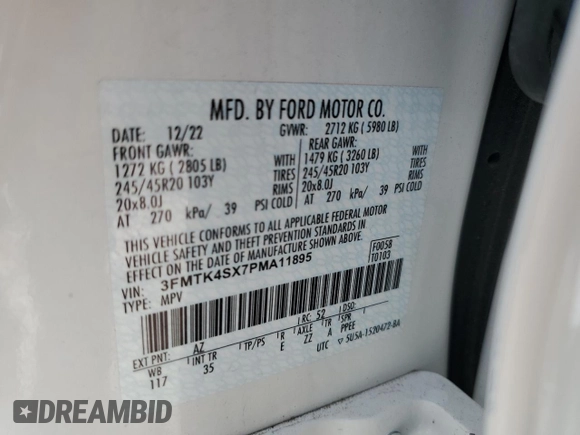 MFD. BY FORD MOTOR CO.
DATE: 12/22 GVWR: 2712 KG ( 5980 LB)
FRONT GAWR: REAR GAWR:
1272 KG ( 2805 LB) WITH 1479 KG ( 3260 LB) WITH
245/45R20 103Y TIRES 245/45R20 103Y TIRES
20x8.0J RIMS 20x8.0J RIMS
AT 270 kPa/ 39 PSI COLD AT 270 kPa/ 39 PSI COLD
THIS VEHICLE CONFORMS TO ALL APPLICABLE FEDERAL MOTOR
VEHICLE SAFETY AND THEFT PREVENTION STANDARDS IN
EFFECT ON THE DATE OF MANUFACTURE SHOWN ABOVE.
VIN: 3FMTK4SX7PMA11895 F0058
TYPE: MPV T0103
EXT PNT: AZ RC: 52 DSO:
WB INT TR TP/PS R AXLE TR SPR
117 35 E ZZ A PPEE
UTC ▽ SU5A-1520472-BA
DREAMBID